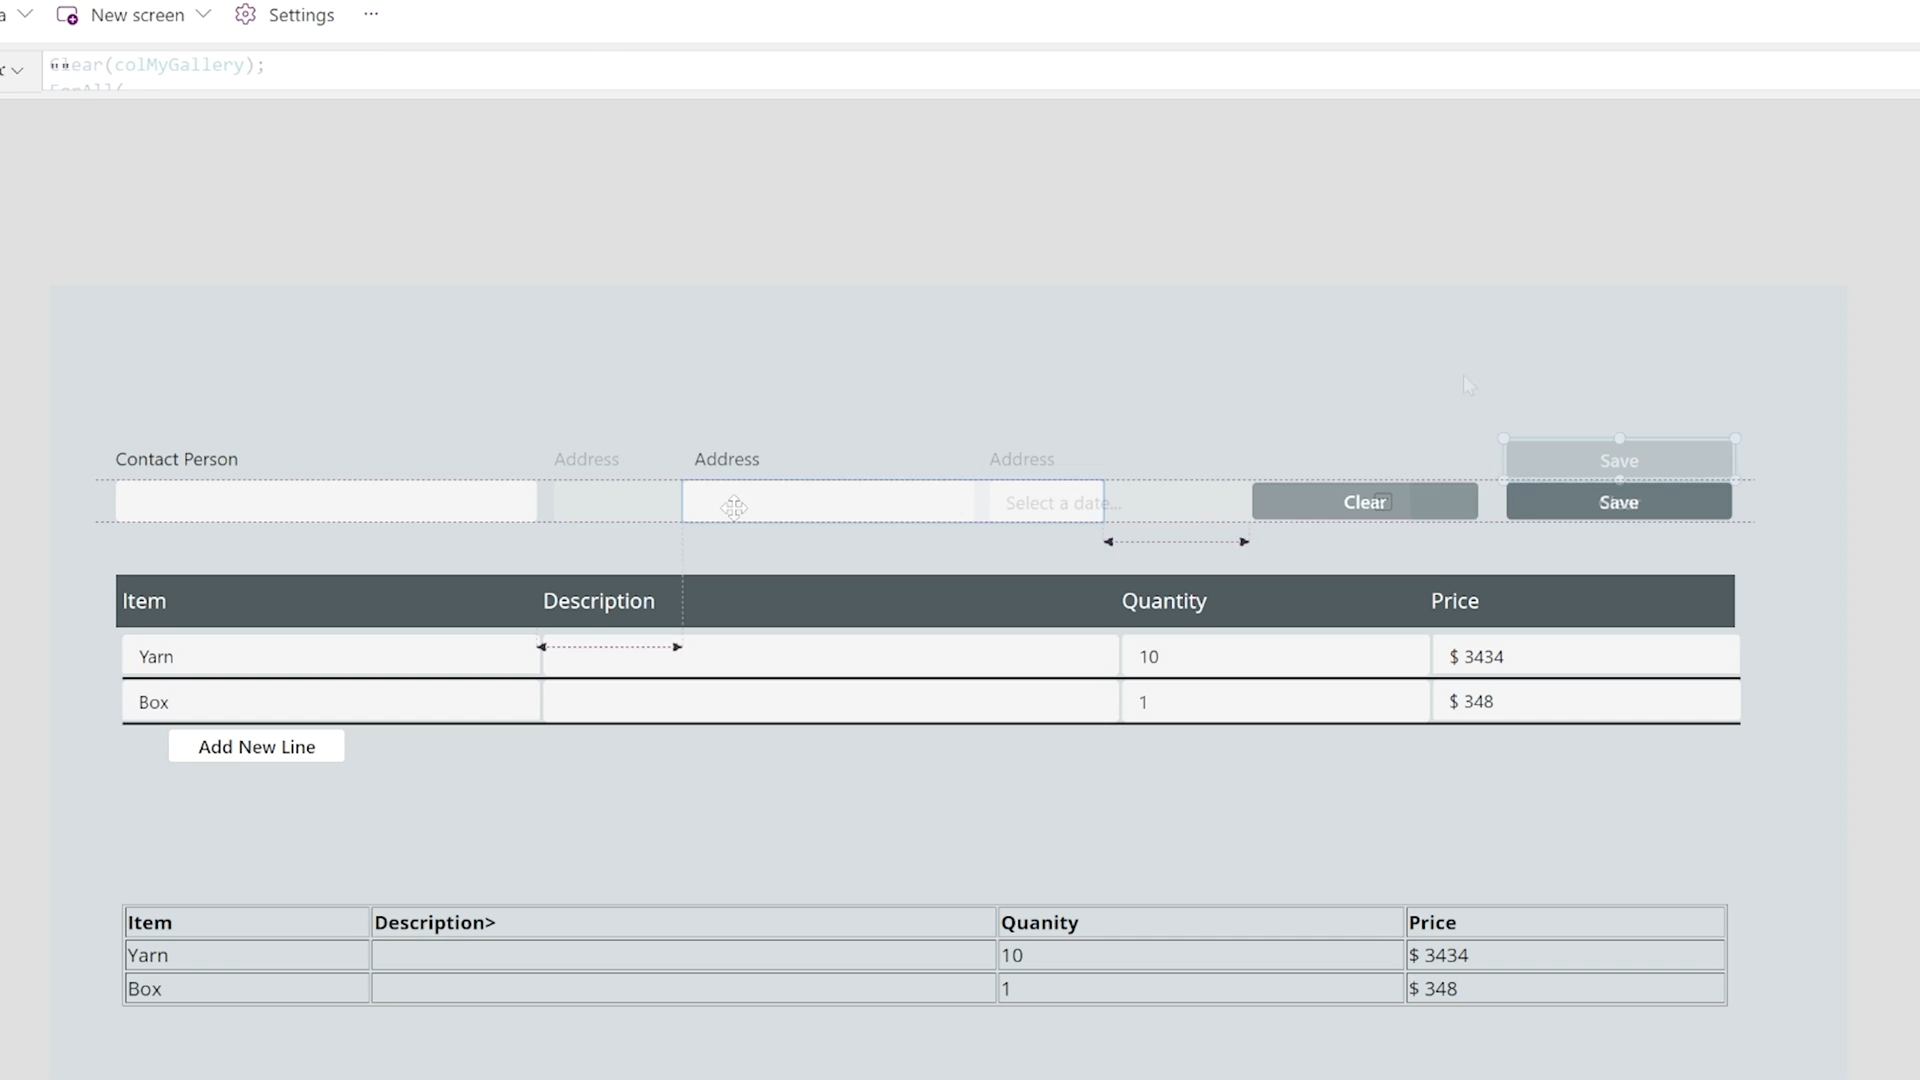 a New screen Settings ...
Clear(colMyGallery);
ForAll(
Contact Person Address Address Address Save
Select a date... Clear Save
Item Description Quantity Price
Yarn 10 $ 3434
Box 1 $ 348
Add New Line
Item Description> Quanity Price
Yarn 10 $ 3434
Box 1 $ 348